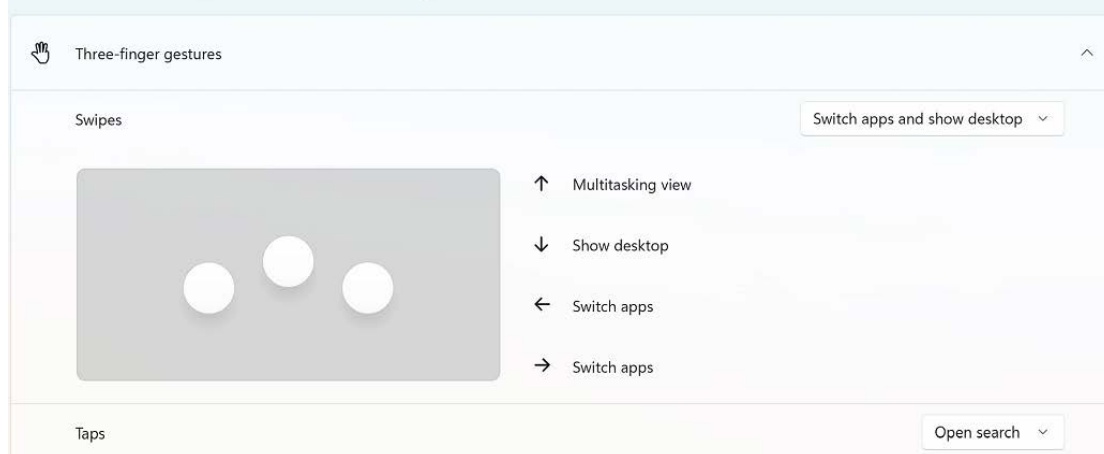 Three-finger gestures
Swipes
Switch apps and show desktop
Multitasking view
Show desktop
Switch apps
Switch apps
Taps
Open search